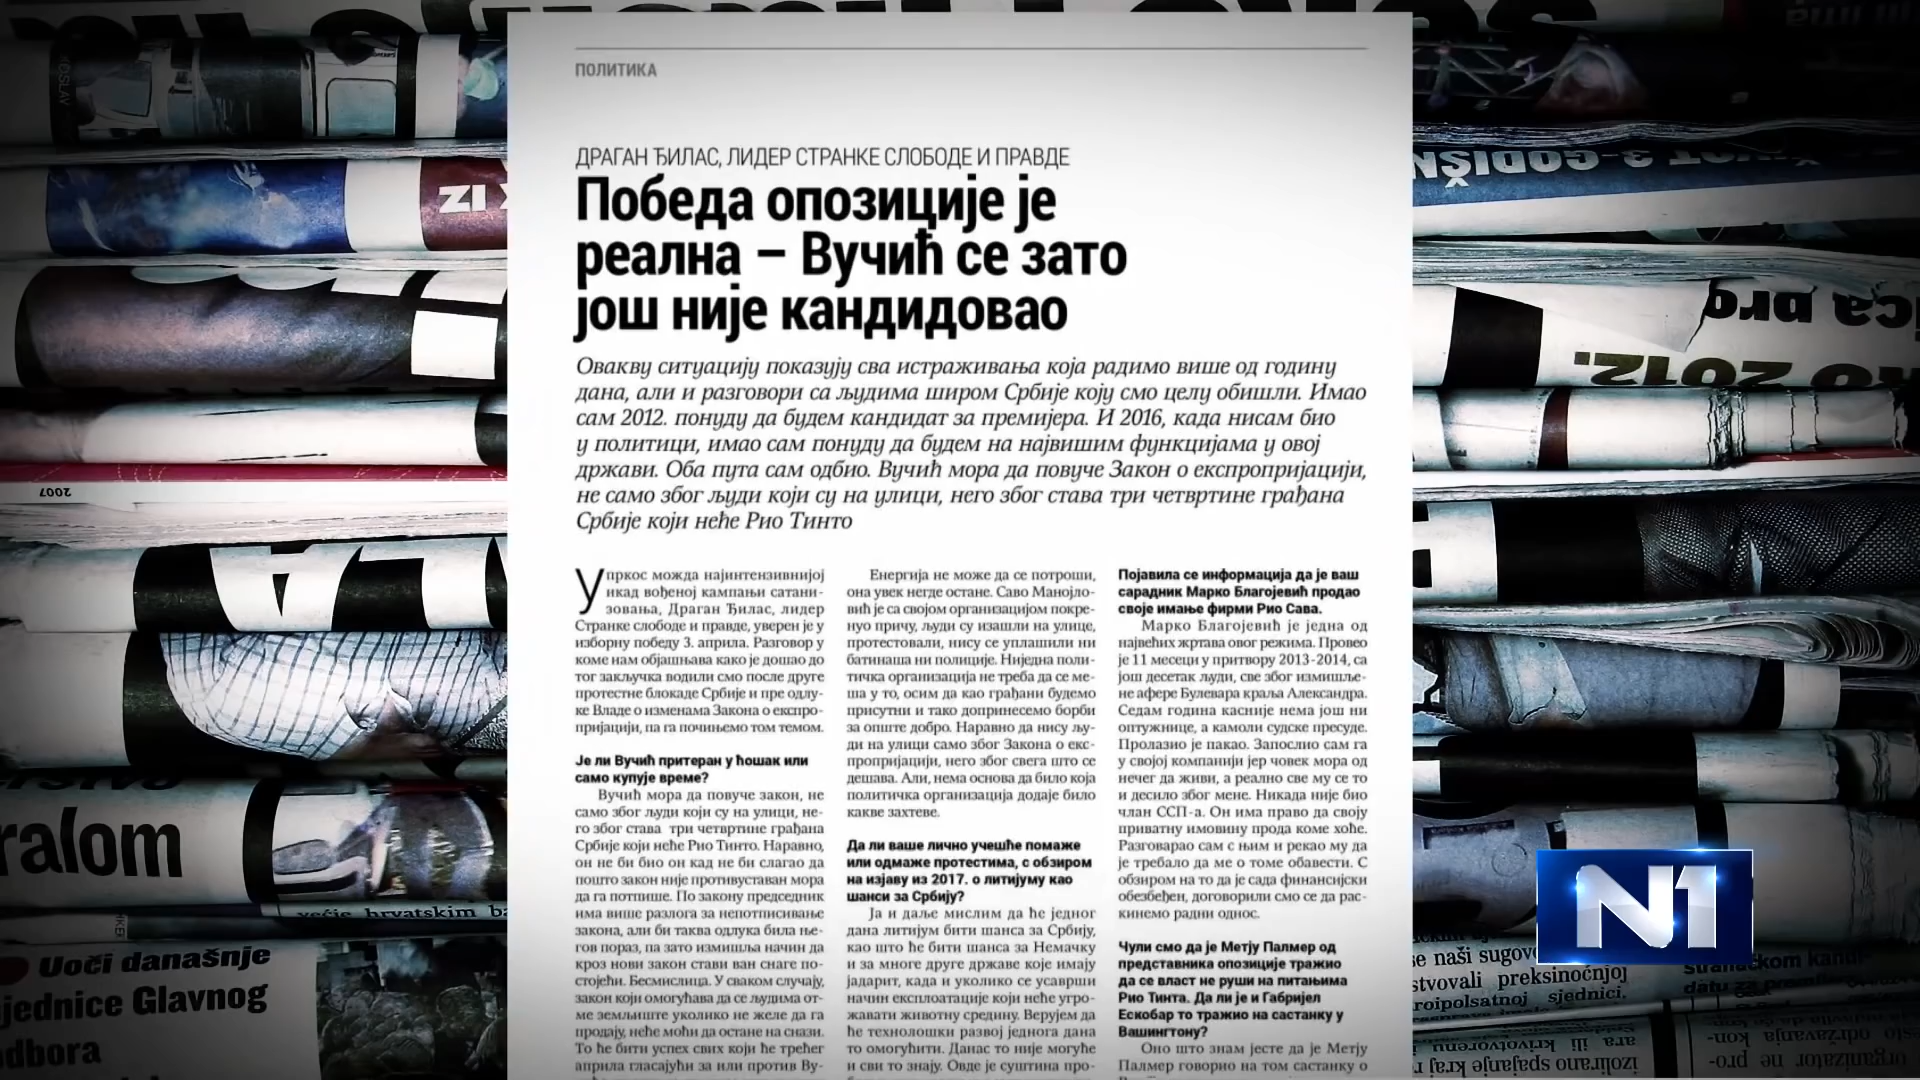 ПОЛИТИКА
ДРАГАН ЂИЛАС, ЛИДЕР СТРАНКЕ СЛОБОДЕ И ПРАВДЕ
Победа опозиције је
реална – Вучић се зато
још није кандидовао
Овакву ситуацију показују сва истраживања која радимо више од годину
дана, али и разговори са људима широм Србије коју смо целу обишли. Имао
сам 2012. понуду да будем кандидат за премијера. И 2016, када нисам био
у политици, имао сам понуду да будем на највишим функцијама у овој
држави. Оба пута сам одбио. Вучић мора да повуче Закон о експропријацији,
не само због људи који су на улици, него због става три четвртине грађана
Србије који неће Рио Тинто
Упркос можда најинтензивнијој
икад вођеној кампањи сатани-
зовања, Драган Ђилас, лидер
Странке слободе и правде, уверен је у
изборну победу 3. априла. Разговор у
коме нам објашњава како је дошао до
тог закључка водили смо после друге
протестне блокаде Србије и пре одлу-
ке Владе о изменама Закона о експро-
пријацији, па га почињемо том темом.
Је ли Вучић притеран у ћошак или
само купује време?
Вучић мора да повуче закон, не
само због људи који су на улици, не-
го због става три четвртине грађана
Србије који неће Рио Тинто. Наравно,
он не би био он кад не би слагао да
пошто закон није противуставан мора
да га потпише. По закону председник
има више разлога за непотписивање
закона, али би таква одлука била ње-
гов пораз, па зато измишља начин да
кроз нови закон стави ван снаге по-
стојећи. Бесмислица. У сваком случају,
закон који омогућава да се људима от-
ме земљиште уколико не желе да га
продају, неће моћи да остане на снази.
То ће бити успех свих који ће трећег
априла гласајући за или против Ву-
Енергија не може да се потроши,
она увек негде остане. Саво Манојло-
вић је са својом организацијом покре-
нуо причу, људи су изашли на улице,
протестовали, нису се уплашили ни
батинаша ни полиције. Ниједна поли-
тичка организација не треба да се ме-
ша у то, осим да као грађани будемо
присутни и тако допринесемо борби
за опште добро. Наравно да нису љу-
ди на улици само због Закона о екс-
пропријацији, него због свега што се
дешава. Али, нема основа да било која
политичка организација додаје било
какве захтеве.
Да ли ваше лично учешће помаже
или одмаже протестима, с обзиром
на изјаву из 2017. о литијуму као
шанси за Србију?
Ја и даље мислим да ће једног
дана литијум бити шанса за Србију,
као што ће бити шанса за Немачку
и за многе друге државе које имају
јадарит, када и уколико се усаврши
начин експлоатације који неће угро-
жавати животну средину. Верујем да
ће технолошки развој једнога дана
то омогућити. Данас то није могуће
и сви то знају. Овде је суштина про-
Појавила се информација да је ваш
сарадник Марко Благојевић продао
своје имање фирми Рио Сава.
Марко Благојевић је једна од
највећих жртава овог режима. Провео
је 11 месеци у притвору 2013-2014, са
још десетак људи, све због измишље-
не афере Булевара краља Александра.
Седам година касније нема још ни
оптужнице, а камоли судске пресуде.
Пролазио је пакао. Запослио сам га
у својој компанији јер човек мора од
нечег да живи, а реално све му се то
и десило због мене. Никада није био
члан ССП-а. Он има право да своју
приватну имовину прода коме хоће.
Разговарао сам с њим и рекао му да
је требало да ме о томе обавести. С
обзиром на то да је сада финансијски
обезбеђен, договорили смо се да рас-
кинемо радни однос.
Чули смо да је Метју Палмер од
представника опозиције тражио
да се власт не руши на питањима
Рио Тинта. Да ли је и Габријел
Ескобар то тражио на састанку у
Вашингтону?
Оно што знам јесте да је Метју
Палмер говорио на том састанку о
N1
ralom
Uoči današnje
jednice Glavnog
odbora
većis hrvatskim
2007
IZ
3-GODIŠN
2012.
se naši sugovo
stvovali preksinoćnjoj
roipolsatnoj sjednici.